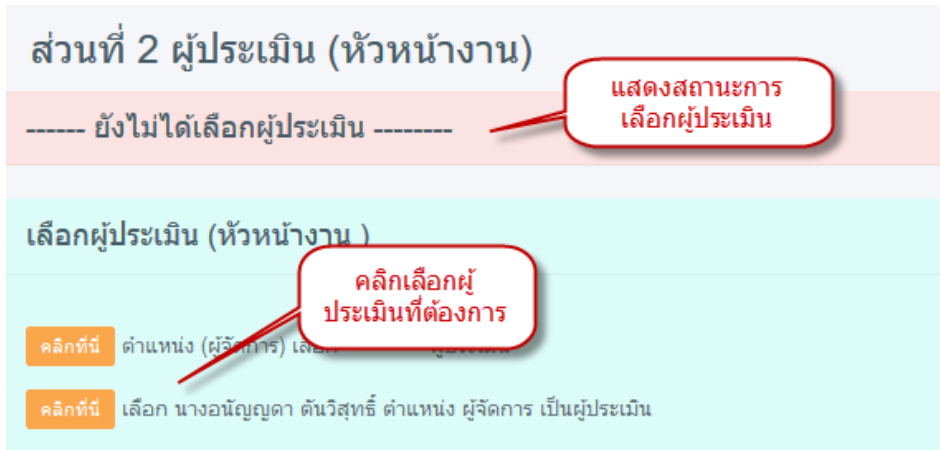 ส่วนที่ 2 ผู้ประเมิน (หัวหน้างาน)
แสดงสถานะการ
เลือกผู้ประเมิน
------ ยังไม่ได้เลือกผู้ประเมิน --------
เลือกผู้ประเมิน (หัวหน้างาน )
คลิกเลือกผู้
ประเมินที่ต้องการ
คลิกที่นี่ ตำแหน่ง (ผู้จัดการ)
คลิกที่นี่ เลือก นางอนัญญดา ตันวิสุทธิ์ ตำแหน่ง ผู้จัดการ เป็นผู้ประเมิน